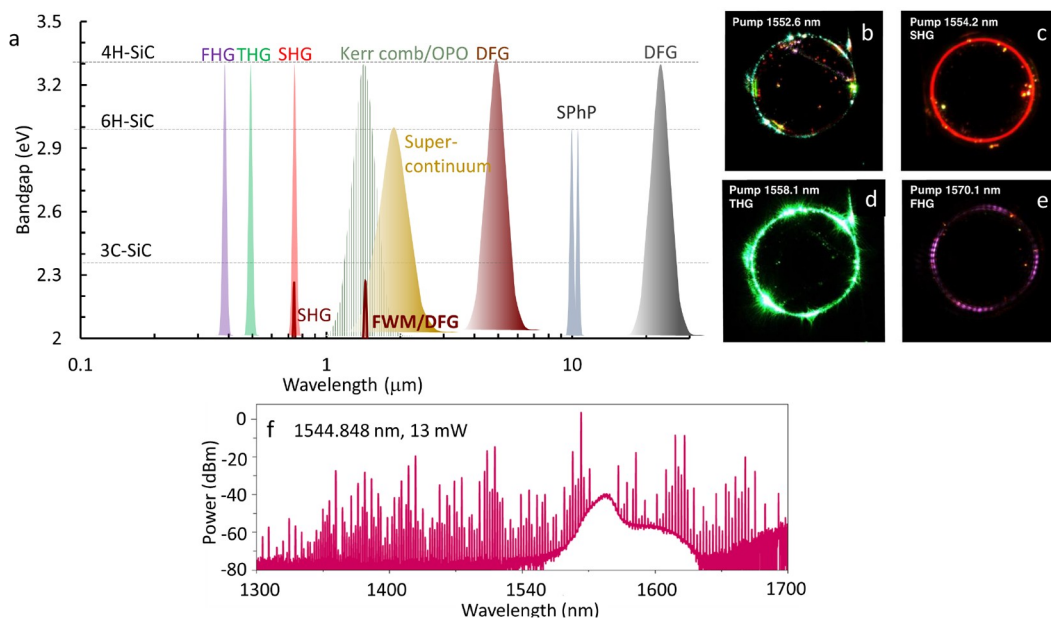 a
3.5
4H-SiC
FHG THG SHG Kerr comb/OPO DFG DFG
3.2
6H-SiC
SPhP
2.9
Super-
continuum
Bandgap (eV)
2.6
3C-SiC
2.3
SHG
FWM/DFG
2
0.1 1 10
Wavelength (μm)
Pump 1552.6 nm
b
Pump 1554.2 nm
SHG
c
Pump 1558.1 nm
THG
d
Pump 1570.1 nm
FHG
e
f 1544.848 nm, 13 mW
0
-20
-40
-60
-80
Power (dBm)
1300 1400 1540 1600 1700
Wavelength (nm)